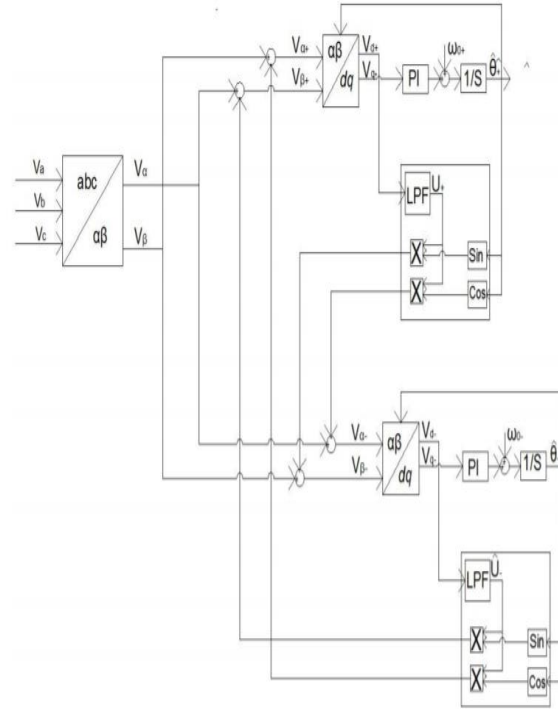 Vα+
Vβ+
αβ
dq
Vd+
Vq+
PI
ω0+
1/S
θ̂+
^
Va
Vb
Vc
abc
αβ
Vα
Vβ
LPF
U+
X
X
Sin
Cos
Vα-
Vβ-
αβ
dq
Vd-
Vq-
PI
ω0-
1/S
θ̂
LPF
Û-
X
X
Sin
Cos